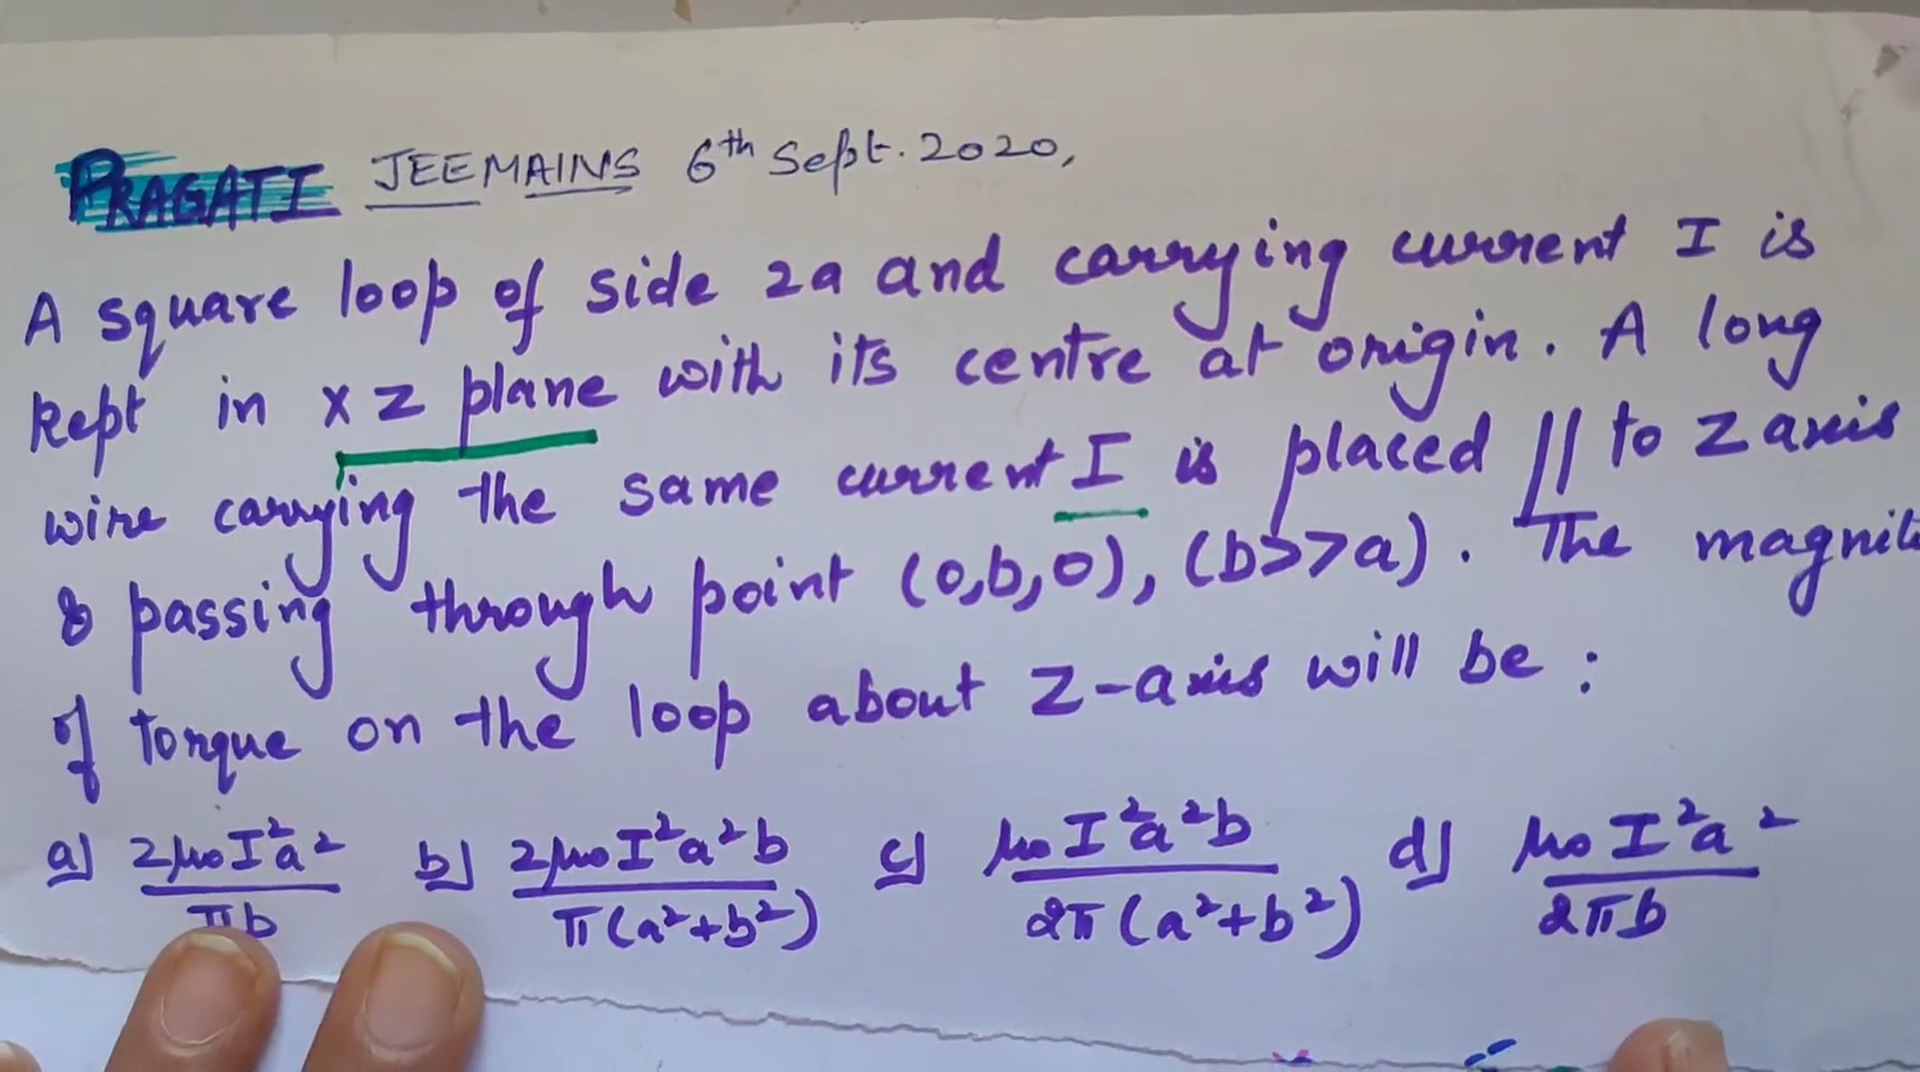 PRAGATI JEE MAINS 6th Sept. 2020,
A square loop of side 2a and carrying current I is
kept in xz plane with its centre at origin. A long
wire carrying the same current I is placed || to z axis
& passing through point (0,b,0), (b>>a). The magnit
of torque on the loop about z-axis will be :
a) 2μ₀I²a²/πb b) 2μ₀I²a²b/π(a²+b²) c) μ₀I²a²b/2π(a²+b²) d) μ₀I²a²/2πb